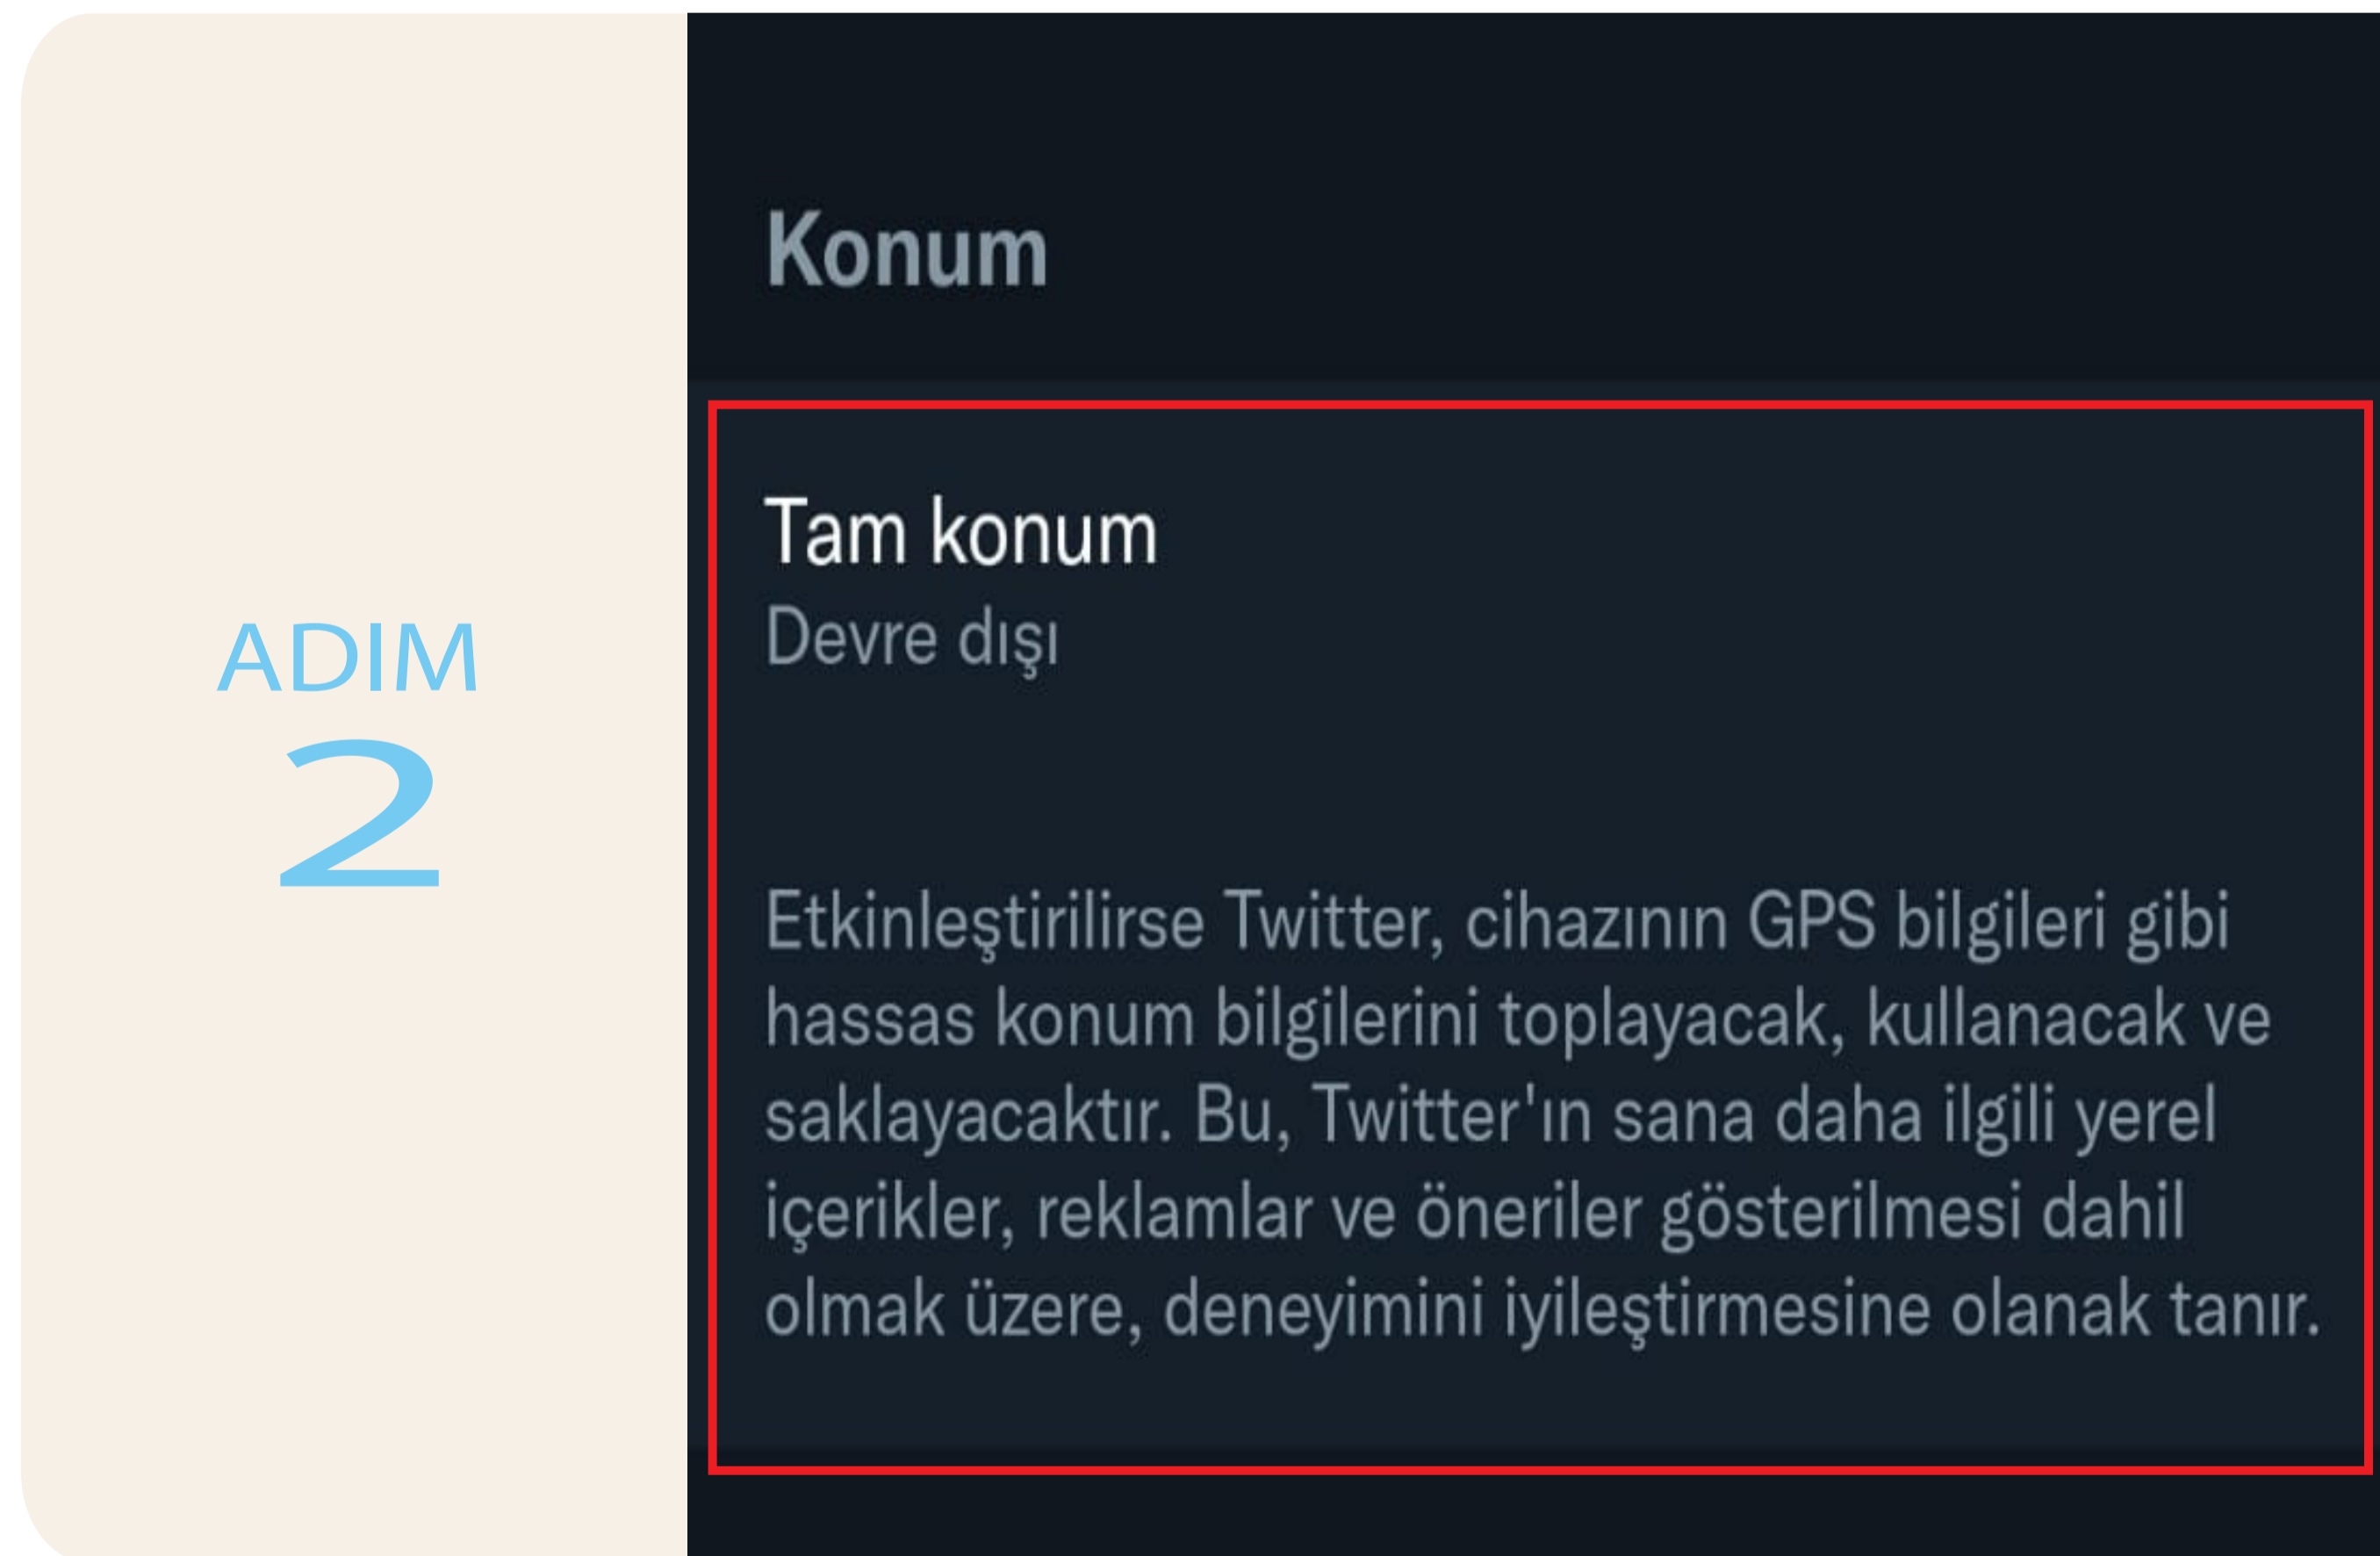 ADIM
2
Konum
Tam konum
Devre dışı
Etkinleştirilirse Twitter, cihazının GPS bilgileri gibi
hassas konum bilgilerini toplayacak, kullanacak ve
saklayacaktır. Bu, Twitter'ın sana daha ilgili yerel
içerikler, reklamlar ve öneriler gösterilmesi dahil
olmak üzere, deneyimini iyileştirmesine olanak tanır.